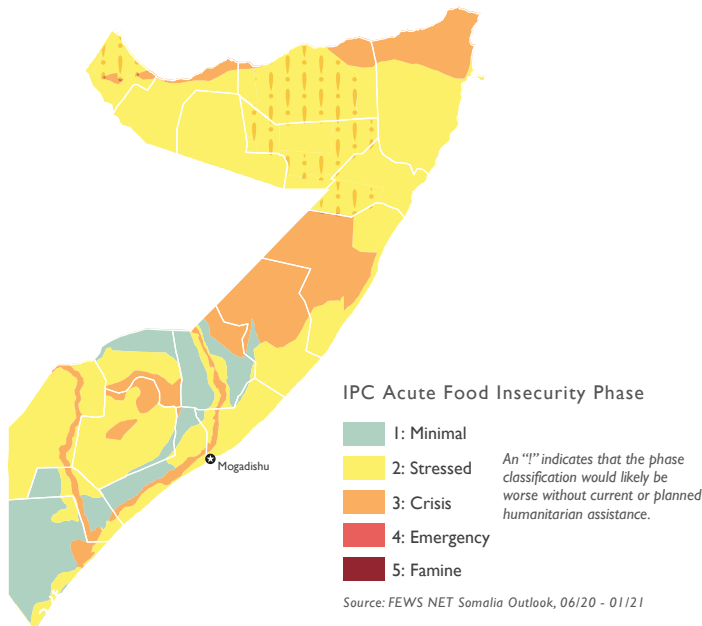 Mogadishu
IPC Acute Food Insecurity Phase
1: Minimal
2: Stressed
3: Crisis
4: Emergency
5: Famine
An “!” indicates that the phase
classification would likely be
worse without current or planned
humanitarian assistance.
Source: FEWS NET Somalia Outlook, 06/20 - 01/21